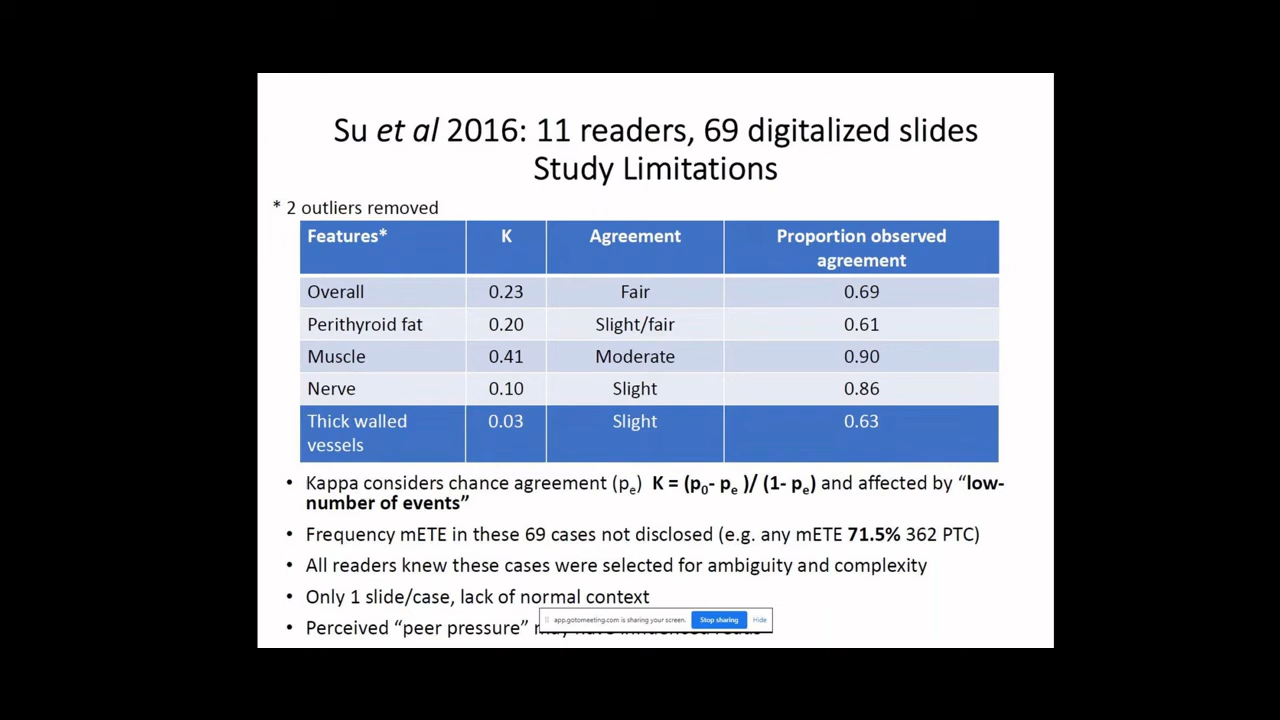 Su et al 2016: 11 readers, 69 digitalized slides
Study Limitations
* 2 outliers removed
Features* K Agreement Proportion observed agreement
Overall 0.23 Fair 0.69
Perithyroid fat 0.20 Slight/fair 0.61
Muscle 0.41 Moderate 0.90
Nerve 0.10 Slight 0.86
Thick walled vessels 0.03 Slight 0.63
• Kappa considers chance agreement (pe) K = (p0- pe )/ (1- pe) and affected by “low-
number of events”
• Frequency mETE in these 69 cases not disclosed (e.g. any mETE 71.5% 362 PTC)
• All readers knew these cases were selected for ambiguity and complexity
• Only 1 slide/case, lack of normal context
app.gotomeeting.com is sharing your screen. Stop sharing Hide
• Perceived “peer pressure”